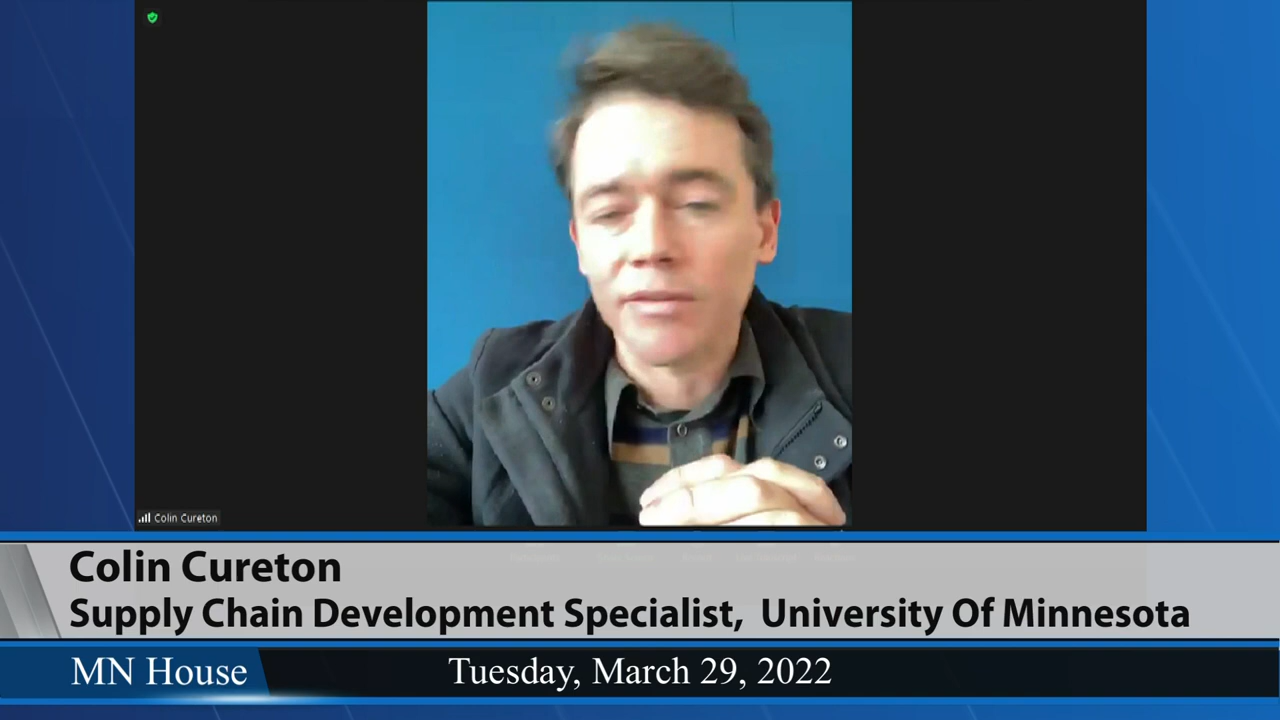 Colin Cureton
Colin Cureton
Supply Chain Development Specialist, University Of Minnesota
MN House
Tuesday, March 29, 2022